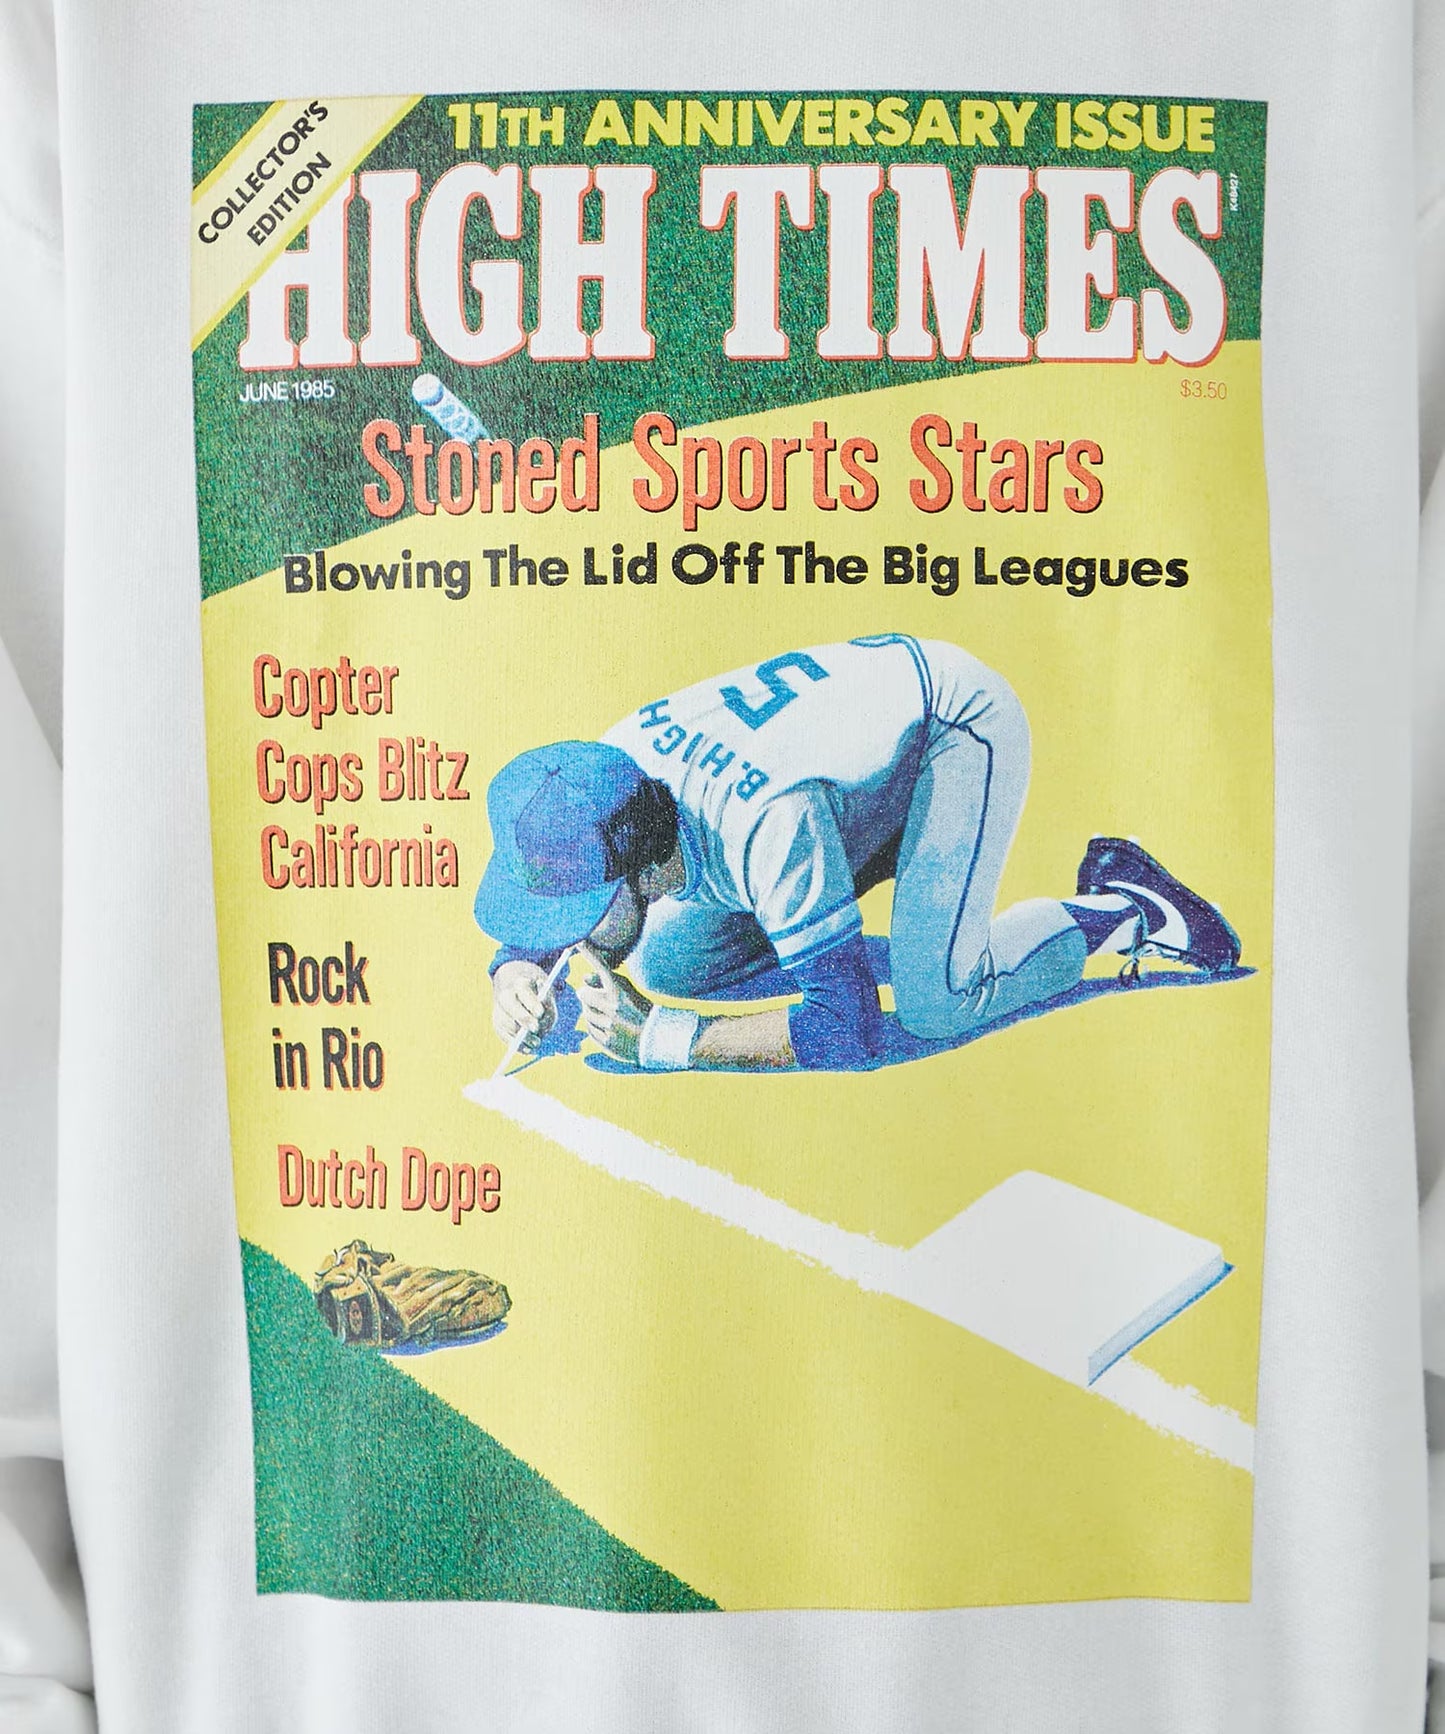 COLLECTOR'S
EDITION
11TH ANNIVERSARY ISSUE
HIGH TIMES
K48427
JUNE 1985
$3.50
Stoned Sports Stars
Blowing The Lid Off The Big Leagues
Copter
Cops Blitz
California
Rock
in Rio
Dutch Dope
B.HIGH
5